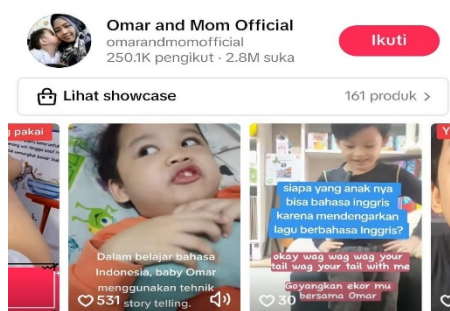 Omar and Mom Official
omarandmomofficial
250.1K pengikut · 2.8M suka
Ikuti
Lihat showcase
161 produk >
pakai
Dalam belajar bahasa
Indonesia, baby Omar
menggunakan tehnik
story telling.
531
siapa yang anak nya
bisa bahasa inggris
karena mendengarkan
lagu berbahasa Inggris?
okay wag wag wag your
tail wag your tail with me
Goyangkan ekor mu
bersama Omar
30